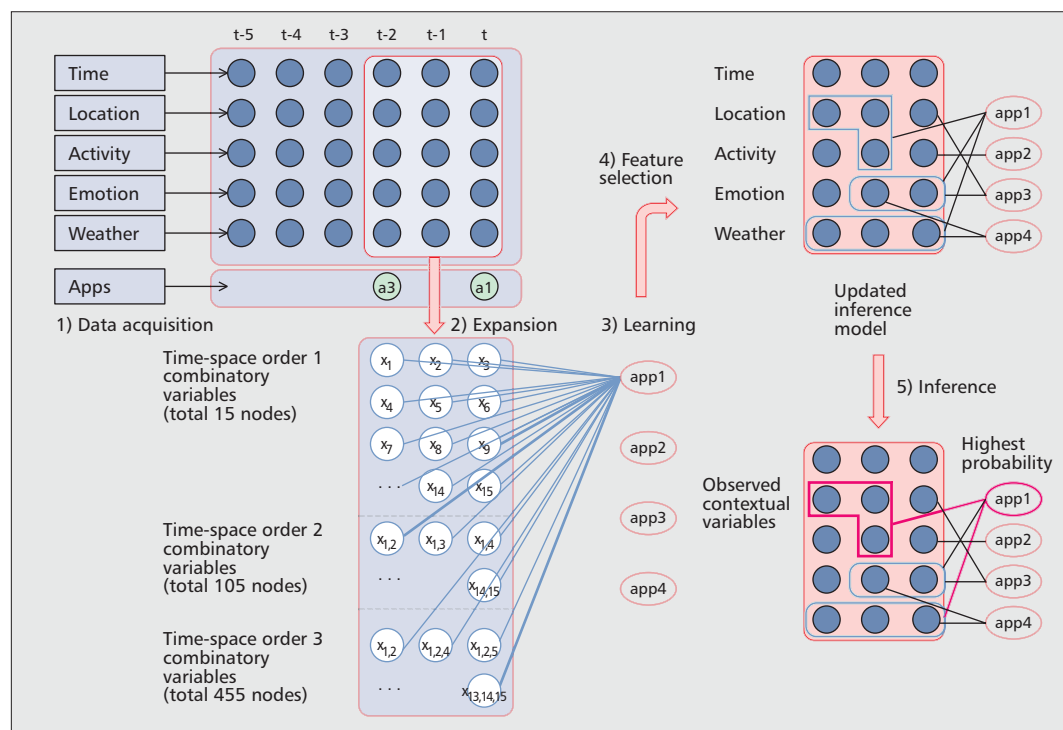 t-5 t-4 t-3 t-2 t-1 t
Time
Location
Activity
Emotion
Weather
Apps
a3 a1
1) Data acquisition
2) Expansion
3) Learning
Time-space order 1
combinatory
variables
(total 15 nodes)
x1 x2 x3
x4 x5 x6
x7 x8 x9
... x14 x15
Time-space order 2
combinatory
variables
(total 105 nodes)
x1,2 x1,3 x1,4
... x14,15
Time-space order 3
combinatory
variables
(total 455 nodes)
x1,2 x1,2,4 x1,2,5
... x13,14,15
app1
app2
app3
app4
4) Feature
selection
Time
Location
Activity
Emotion
Weather
app1
app2
app3
app4
Updated
inference
model
5) Inference
Observed
contextual
variables
Highest
probability
app1
app2
app3
app4